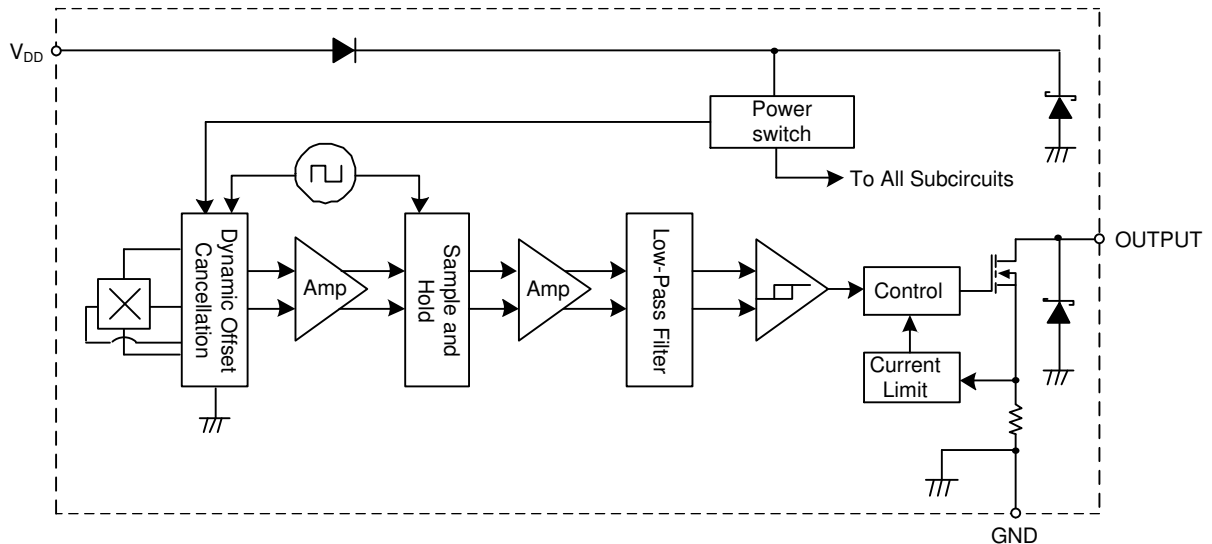 V_DD
Power
switch
To All Subcircuits
Dynamic Offset
Cancellation
Amp
Sample and
Hold
Amp
Low-Pass Filter
Control
Current
Limit
OUTPUT
GND